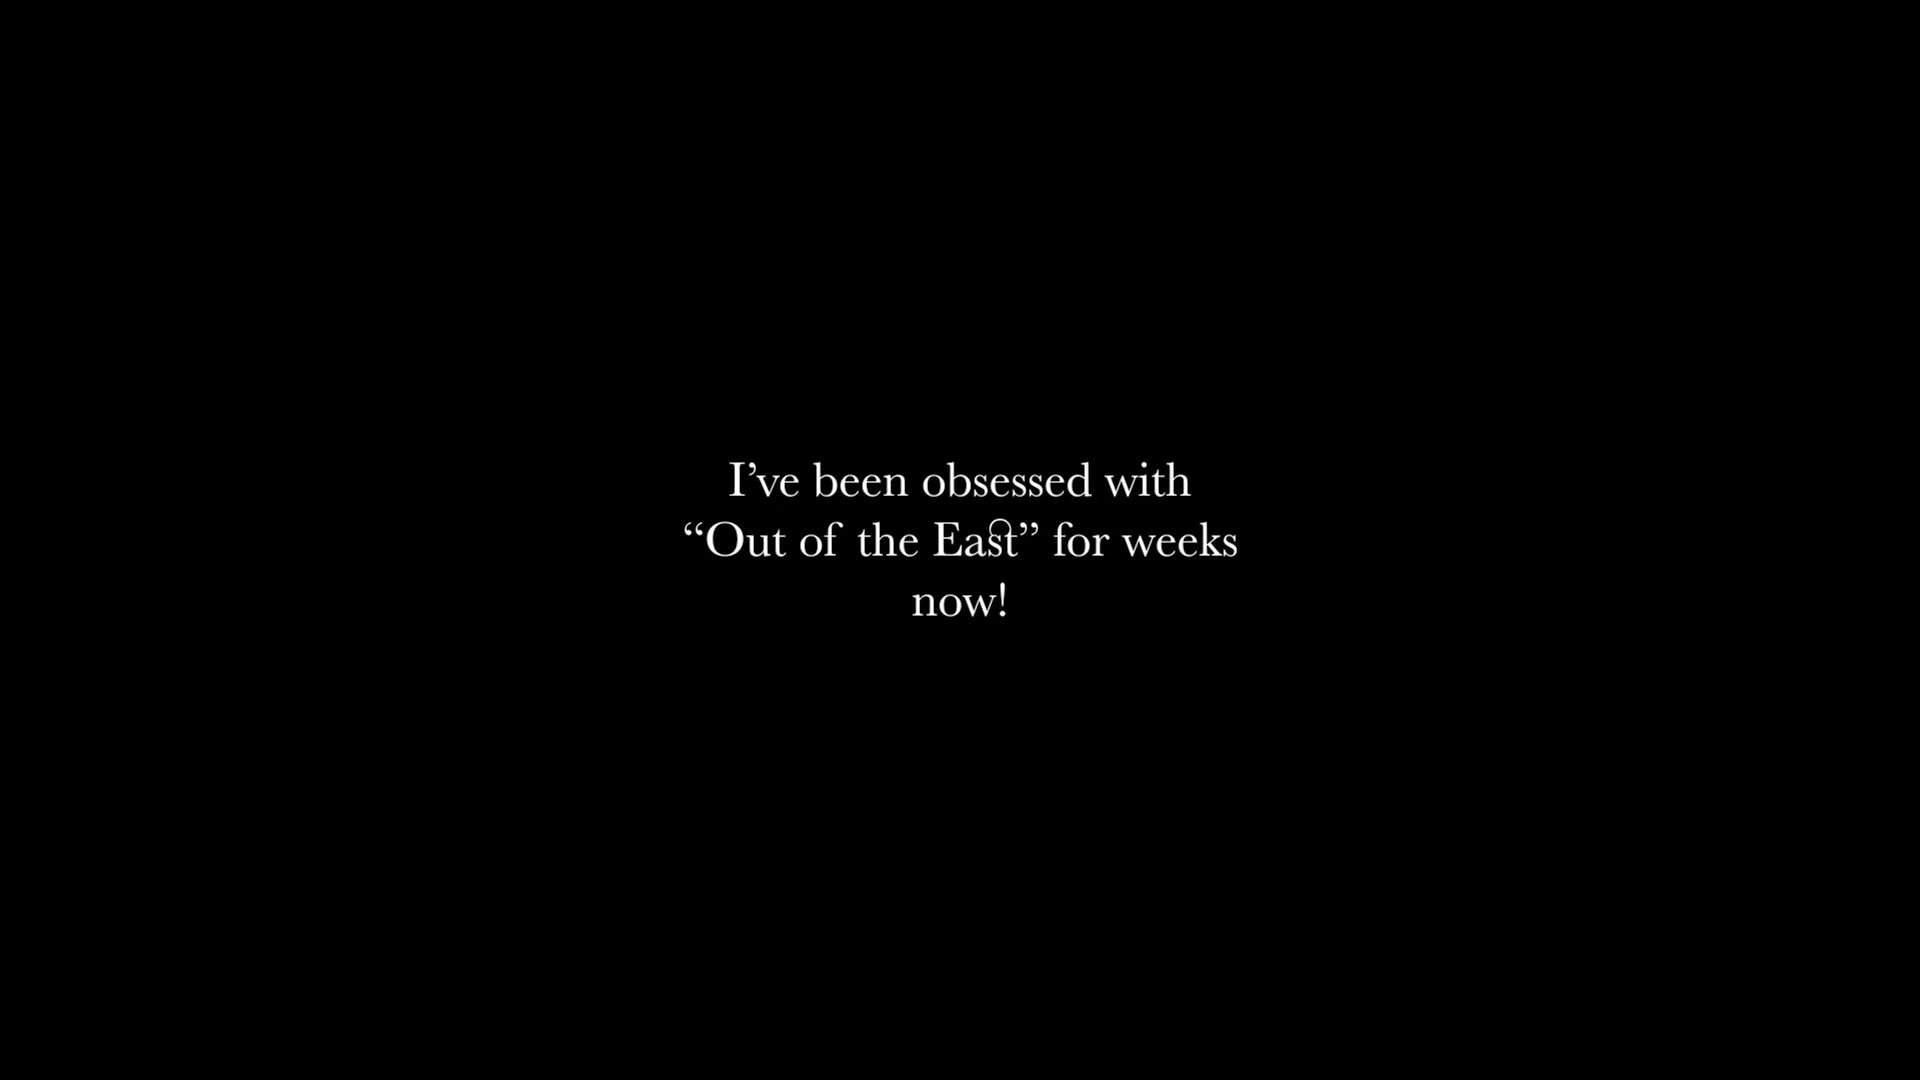 I’ve been obsessed with
“Out of the East” for weeks
now!